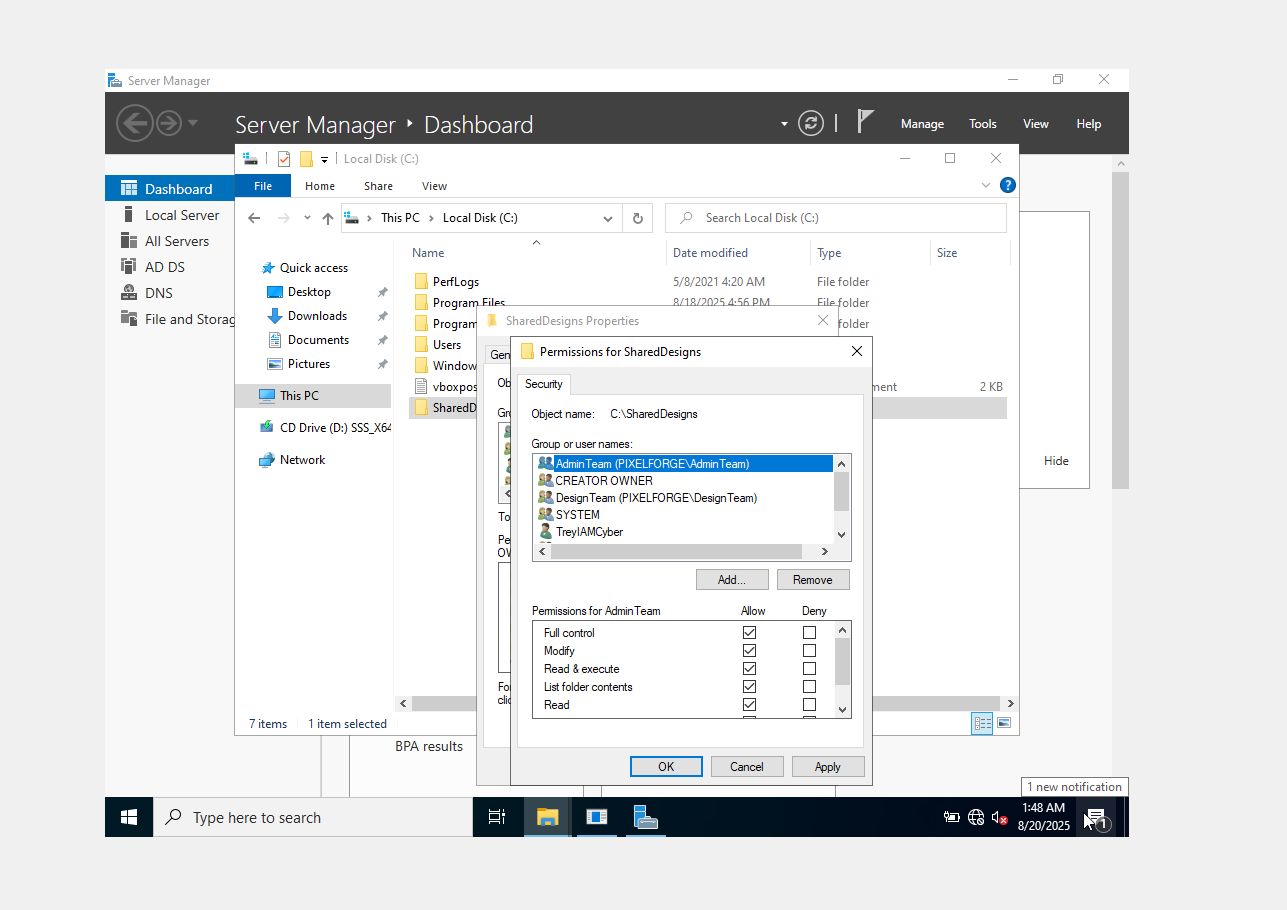 Server Manager
Server Manager Dashboard
Manage Tools View Help
Local Disk (C:)
File Home Share View
This PC Local Disk (C:)
Search Local Disk (C:)
Dashboard
Local Server
All Servers
AD DS
DNS
File and Storag
Quick access
Desktop
Downloads
Documents
Pictures
This PC
CD Drive (D:) SSS_X64
Network
Name Date modified Type Size
PerfLogs 5/8/2021 4:20 AM File folder
Program Files 8/18/2025 4:56 PM File folder
Program folder
Users
Window
vboxpos ment 2 KB
SharedD
SharedDesigns Properties
Gen
Ob
Gr
To
Pe
OW
For
clic
Permissions for SharedDesigns
Security
Object name: C:\SharedDesigns
Group or user names:
AdminTeam (PIXELFORGE\AdminTeam)
CREATOR OWNER
DesignTeam (PIXELFORGE\DesignTeam)
SYSTEM
TreyIAMCyber
Add... Remove
Permissions for AdminTeam Allow Deny
Full control
Modify
Read & execute
List folder contents
Read
OK Cancel Apply
Hide
7 items 1 item selected
BPA results
1 new notification
Type here to search
1:48 AM
8/20/2025
1